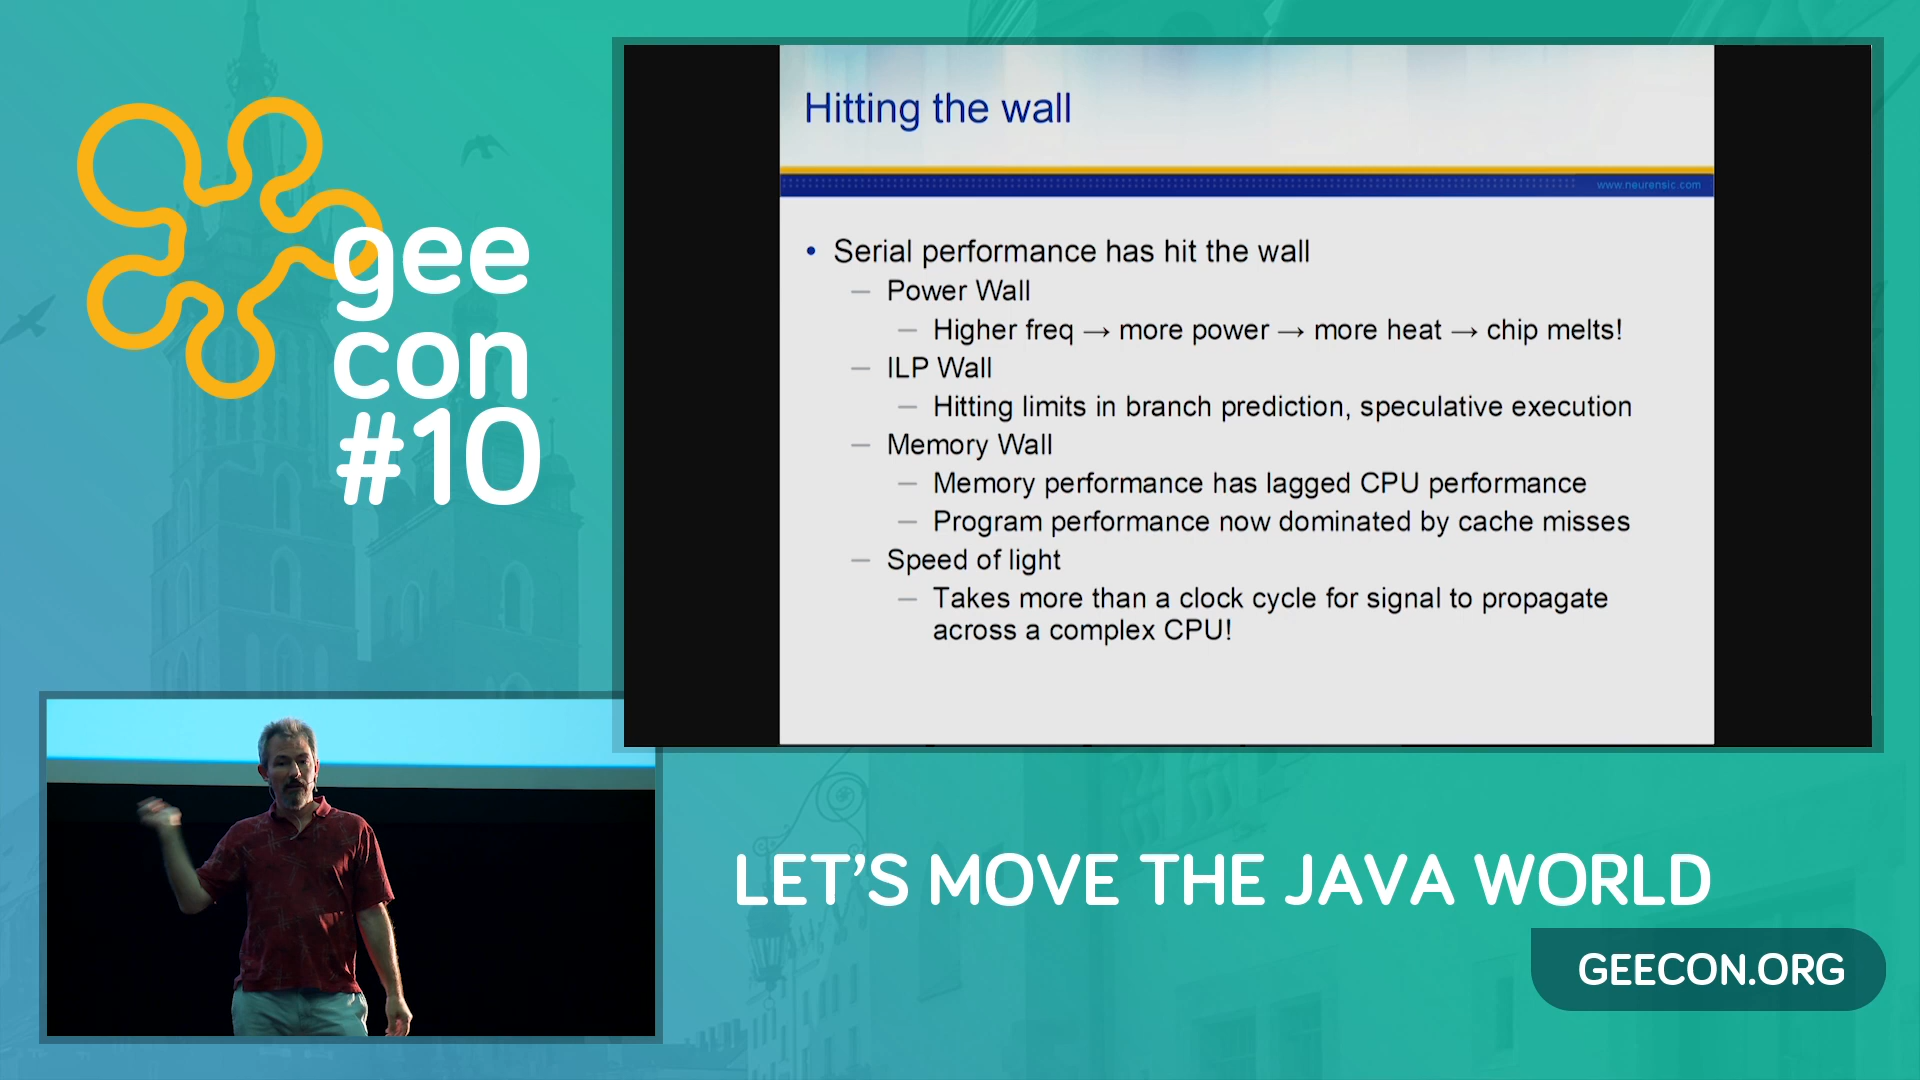 gee
con
#10
Hitting the wall
www.neurensic.com
• Serial performance has hit the wall
– Power Wall
– Higher freq → more power → more heat → chip melts!
– ILP Wall
– Hitting limits in branch prediction, speculative execution
– Memory Wall
– Memory performance has lagged CPU performance
– Program performance now dominated by cache misses
– Speed of light
– Takes more than a clock cycle for signal to propagate
across a complex CPU!
LET'S MOVE THE JAVA WORLD
GEECON.ORG